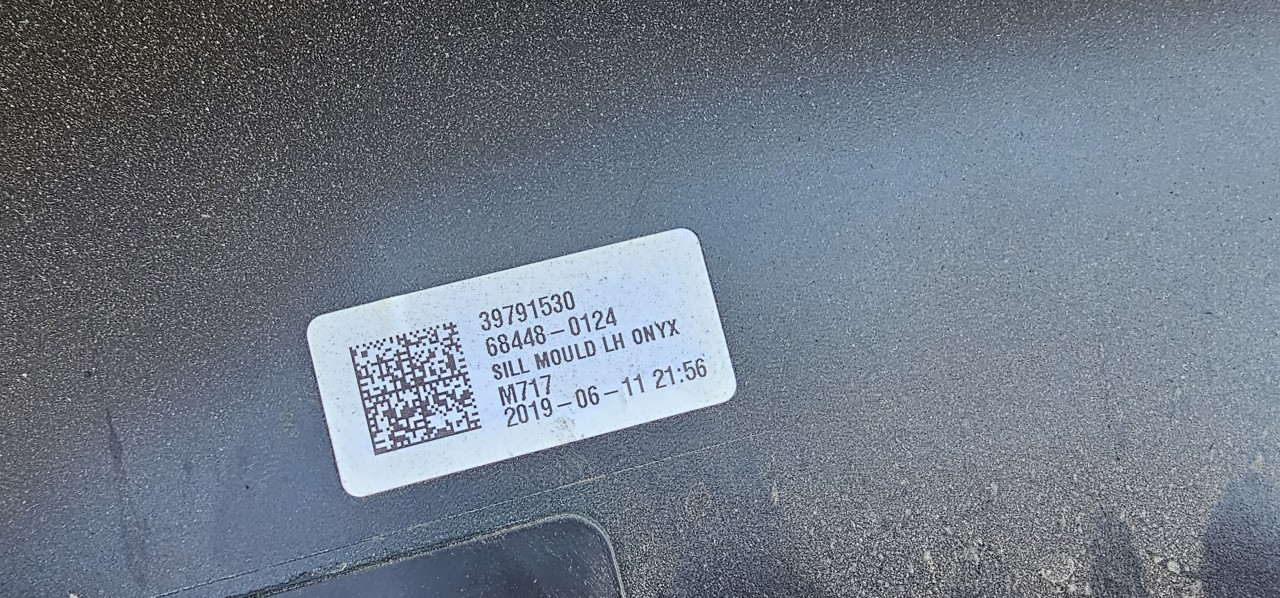 39791530
68448-0124
SILL MOULD LH ONYX
M717
2019-06-11 21:56